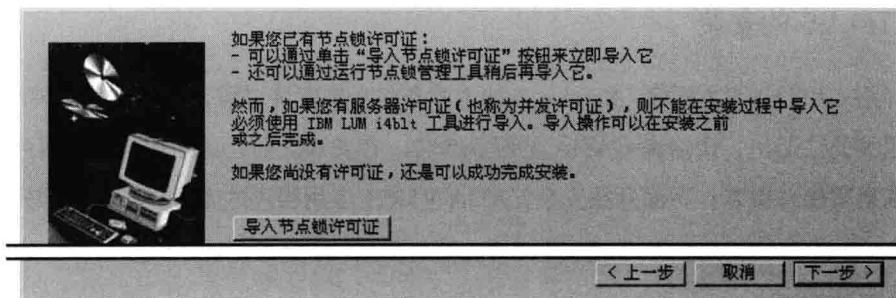 如果您已有节点锁许可证：
- 可以通过单击“导入节点锁许可证”按钮来立即导入它
- 还可以通过运行节点锁管理工具稍后再导入它。
然而，如果您有服务器许可证（也称为并发许可证），则不能在安装过程中导入它
必须使用 IBM LUM i4blt 工具进行导入。导入操作可以在安装之前
或之后完成。
如果您尚没有许可证，还是可以成功完成安装。
导入节点锁许可证
< 上一步 取消 下一步 >